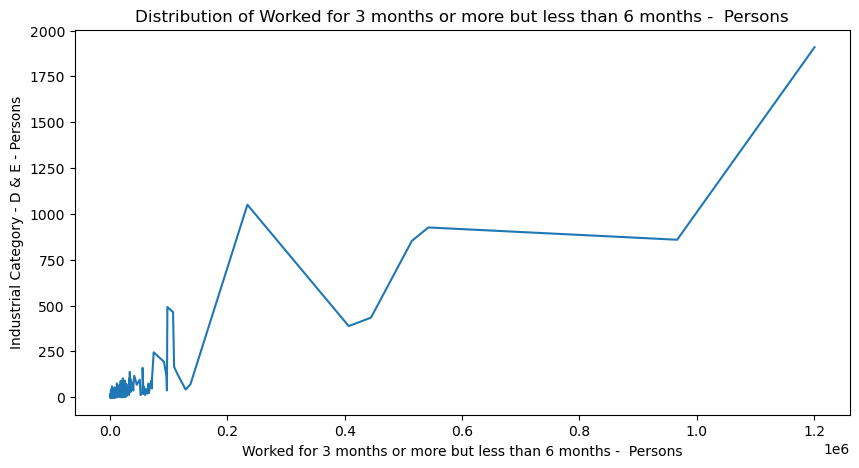 Distribution of Worked for 3 months or more but less than 6 months -  Persons
Industrial Category - D & E - Persons
2000
1750
1500
1250
1000
750
500
250
0
0.0 0.2 0.4 0.6 0.8 1.0 1.2
1e6
Worked for 3 months or more but less than 6 months -  Persons